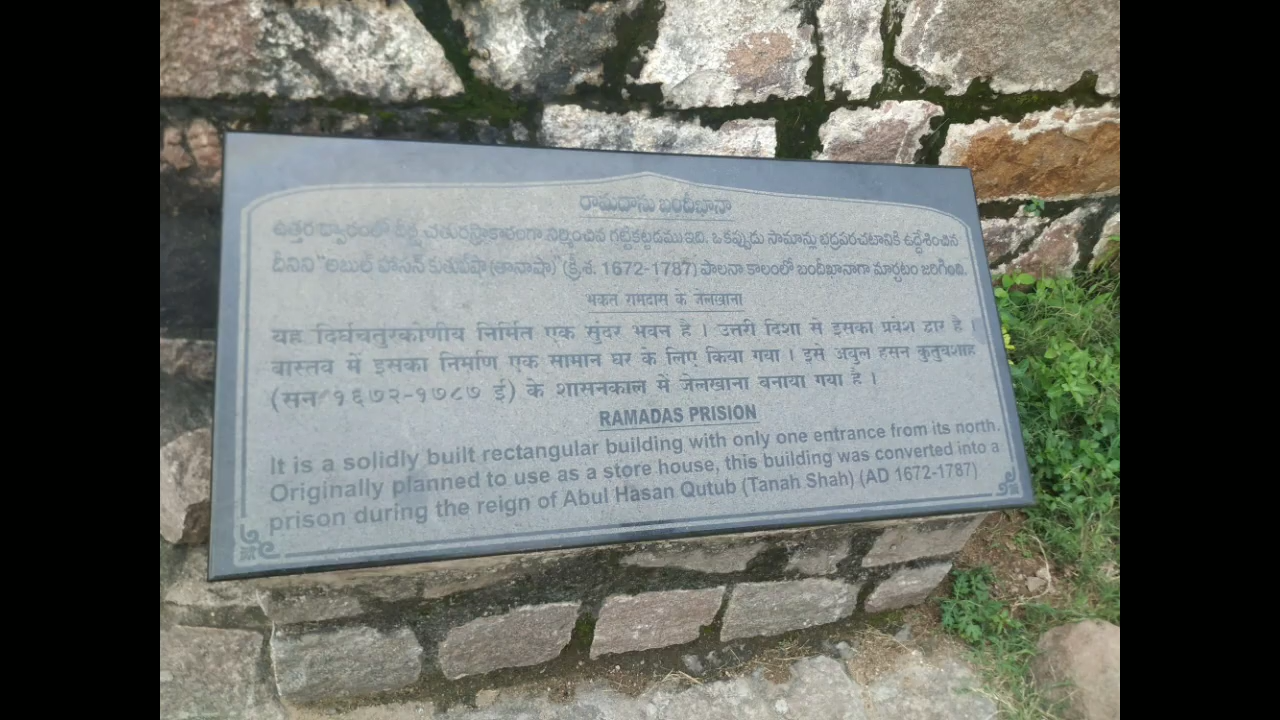 రామదాసు బందీఖానా
ఉత్తర ద్వారంలో దీర్ఘ చతురస్రాకారంగా నిర్మించిన గట్టికట్టడము ఇది. ఒకప్పుడు సామాన్లు భద్రపరచటానికి ఉద్దేశించిన
దీనిని "అబుల్ హాసన్ కుతుబ్‌షా (తానాషా)" (క్రీ.శ. 1672-1787) పాలనా కాలంలో బందీఖానాగా మార్చటం జరిగింది.
भकत रामदास के जेलखाना
यह दिर्घचतुरकोणीय निर्मित एक सुंदर भवन है । उत्तरी दिशा से इसका प्रवेश द्वार है ।
वास्तव में इसका निर्माण एक सामान घर के लिए किया गया । इसे अबुल हसन कुतुबशाह
(सन १६७२-१७८७ ई) के शासनकाल में जेलखाना बनाया गया है ।
RAMADAS PRISION
It is a solidly built rectangular building with only one entrance from its north.
Originally planned to use as a store house, this building was converted into a
prison during the reign of Abul Hasan Qutub (Tanah Shah) (AD 1672-1787)